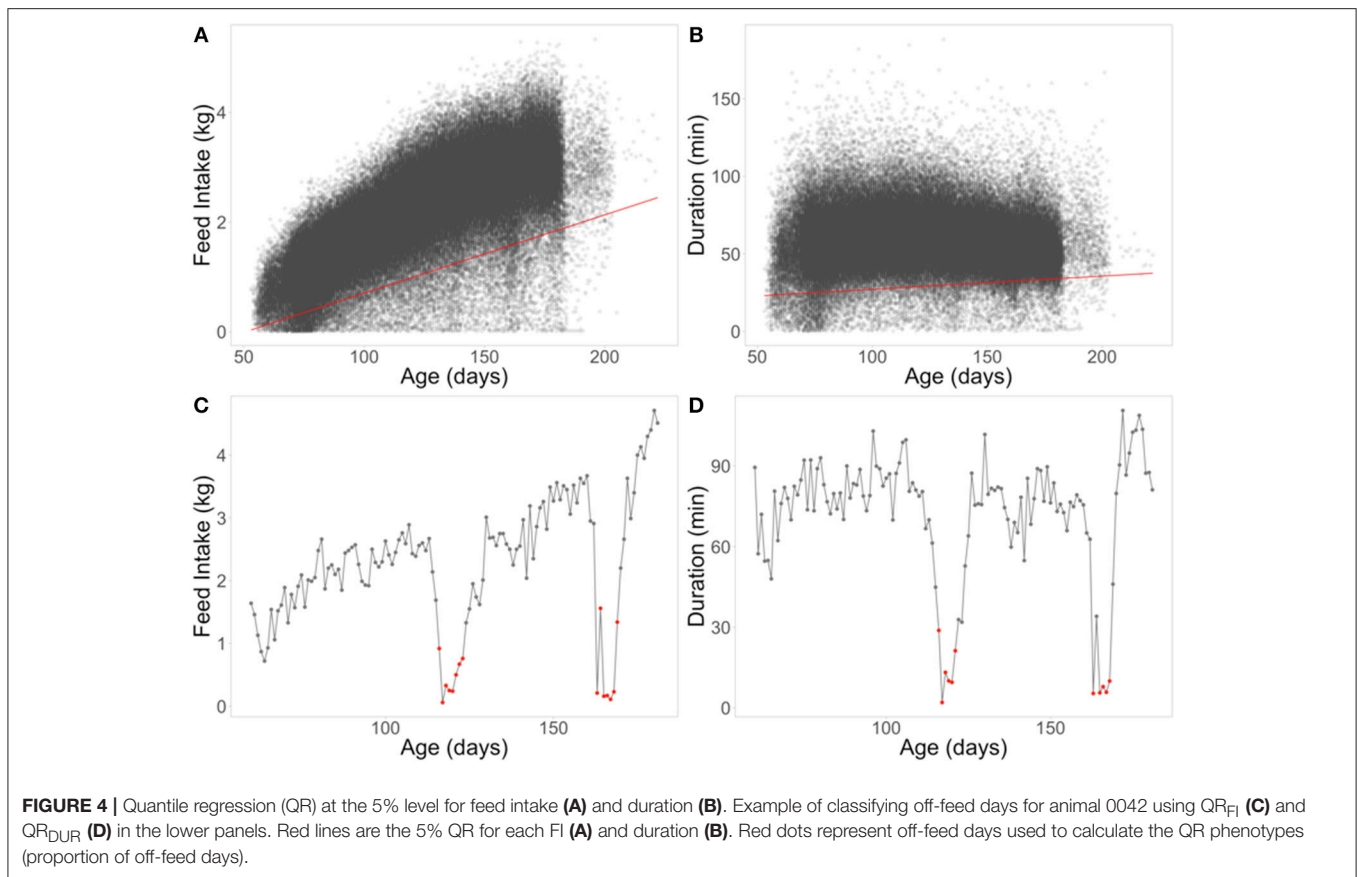 A
B
Feed Intake (kg)
4
2
0
50
100
150
200
Age (days)
Duration (min)
150
100
50
0
50
100
150
200
Age (days)
C
D
Feed Intake (kg)
4
3
2
1
0
100
150
Age (days)
Duration (min)
90
60
30
0
100
150
Age (days)
FIGURE 4 | Quantile regression (QR) at the 5% level for feed intake (A) and duration (B). Example of classifying off-feed days for animal 0042 using QRFI (C) and
QRDUR (D) in the lower panels. Red lines are the 5% QR for each FI (A) and duration (B). Red dots represent off-feed days used to calculate the QR phenotypes
(proportion of off-feed days).